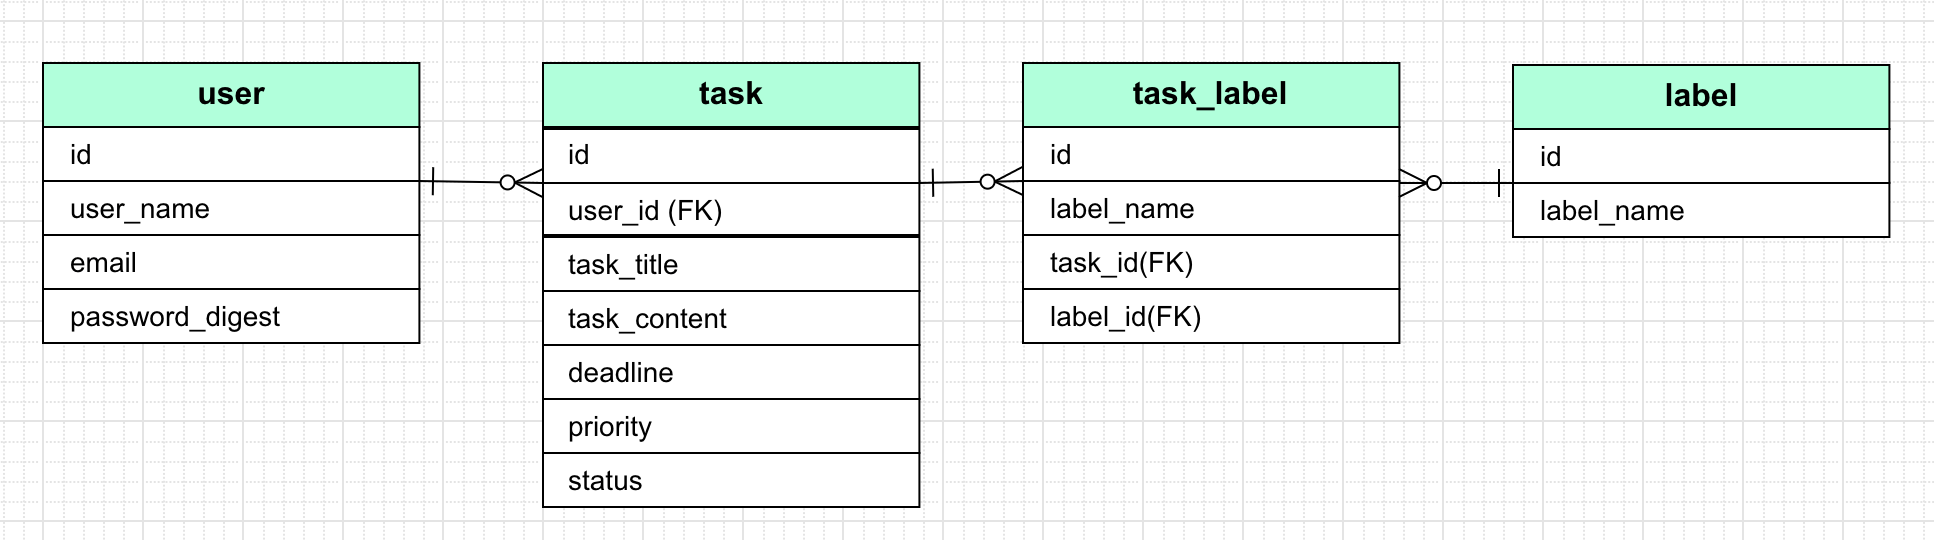 user
id
user_name
email
password_digest
task
id
user_id (FK)
task_title
task_content
deadline
priority
status
task_label
id
label_name
task_id(FK)
label_id(FK)
label
id
label_name